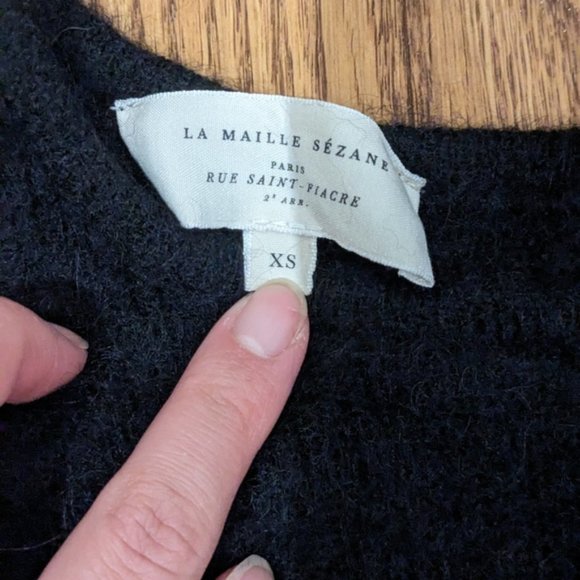 LA MAILLE SÉZANE
PARIS
RUE SAINT-FIACRE
2E ARR.
XS